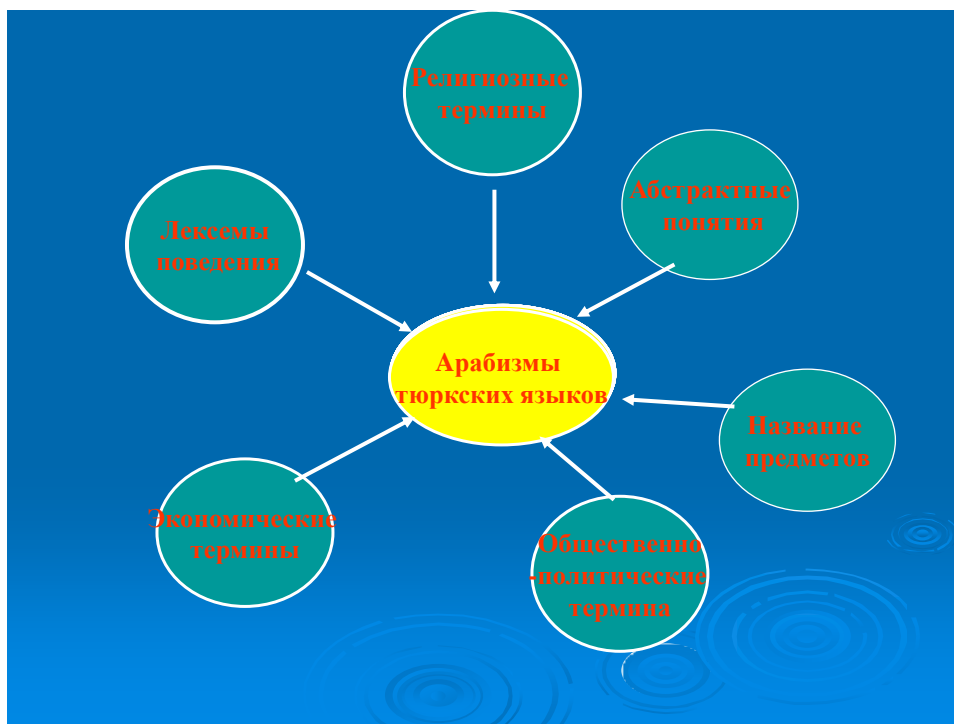 Религиозные
термины
Абстрактные
понятия
Лексемы
поведения
Арабизмы
тюркских языков
Название
предметов
Экономические
термины
Общественно
-политические
термина